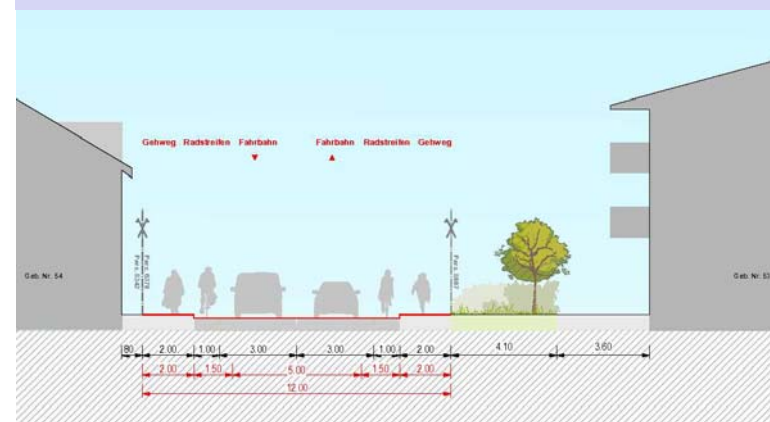 Gehweg Radstreifen Fahrbahn Fahrbahn Radstreifen Gehweg
Geb. Nr. 54
Geb. Nr. 53
80 2.00 1.00 3.00 3.00 1.00 2.00 4.10 3.60
2.00 1.50 5.00 1.50 2.00
12.00